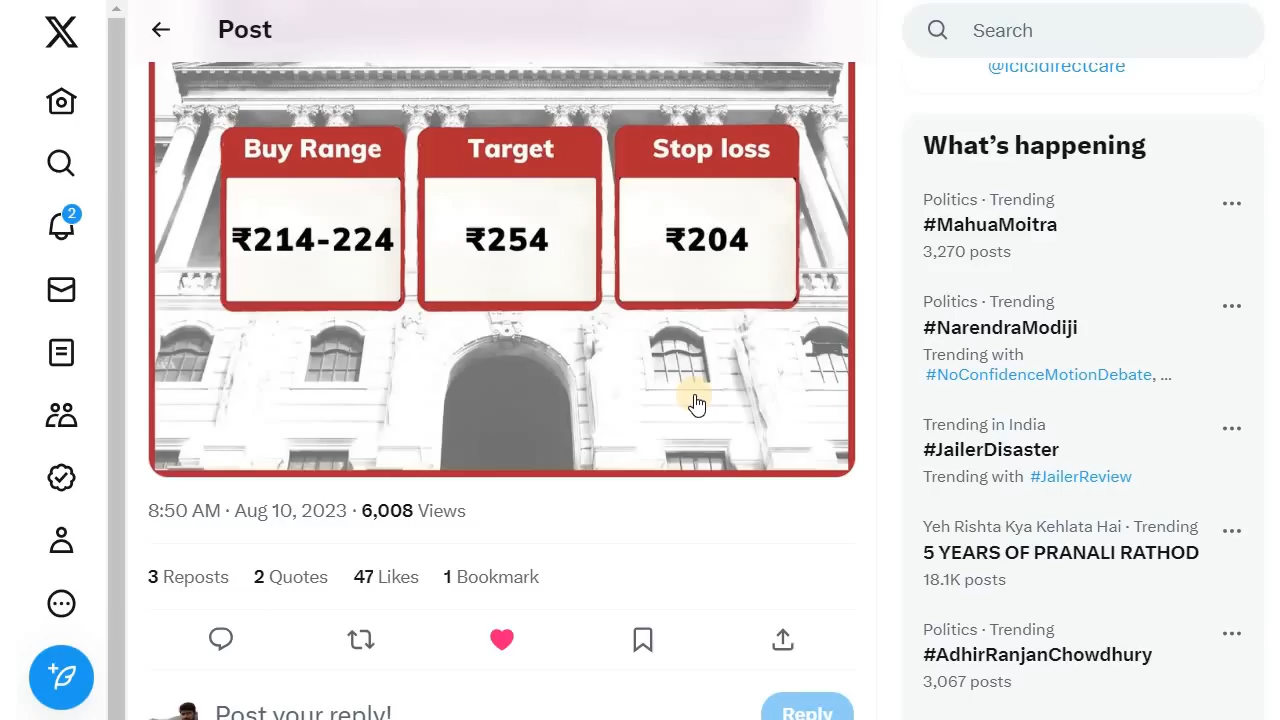 Post
Search
@icicidirectcare
Buy Range
Target
Stop loss
₹214-224
₹254
₹204
8:50 AM · Aug 10, 2023 · 6,008 Views
3 Reposts 2 Quotes 47 Likes 1 Bookmark
Post your reply!
Reply
2
What’s happening
Politics · Trending
#MahuaMoitra
3,270 posts
Politics · Trending
#NarendraModiji
Trending with
#NoConfidenceMotionDebate, ...
Trending in India
#JailerDisaster
Trending with #JailerReview
Yeh Rishta Kya Kehlata Hai · Trending
5 YEARS OF PRANALI RATHOD
18.1K posts
Politics · Trending
#AdhirRanjanChowdhury
3,067 posts